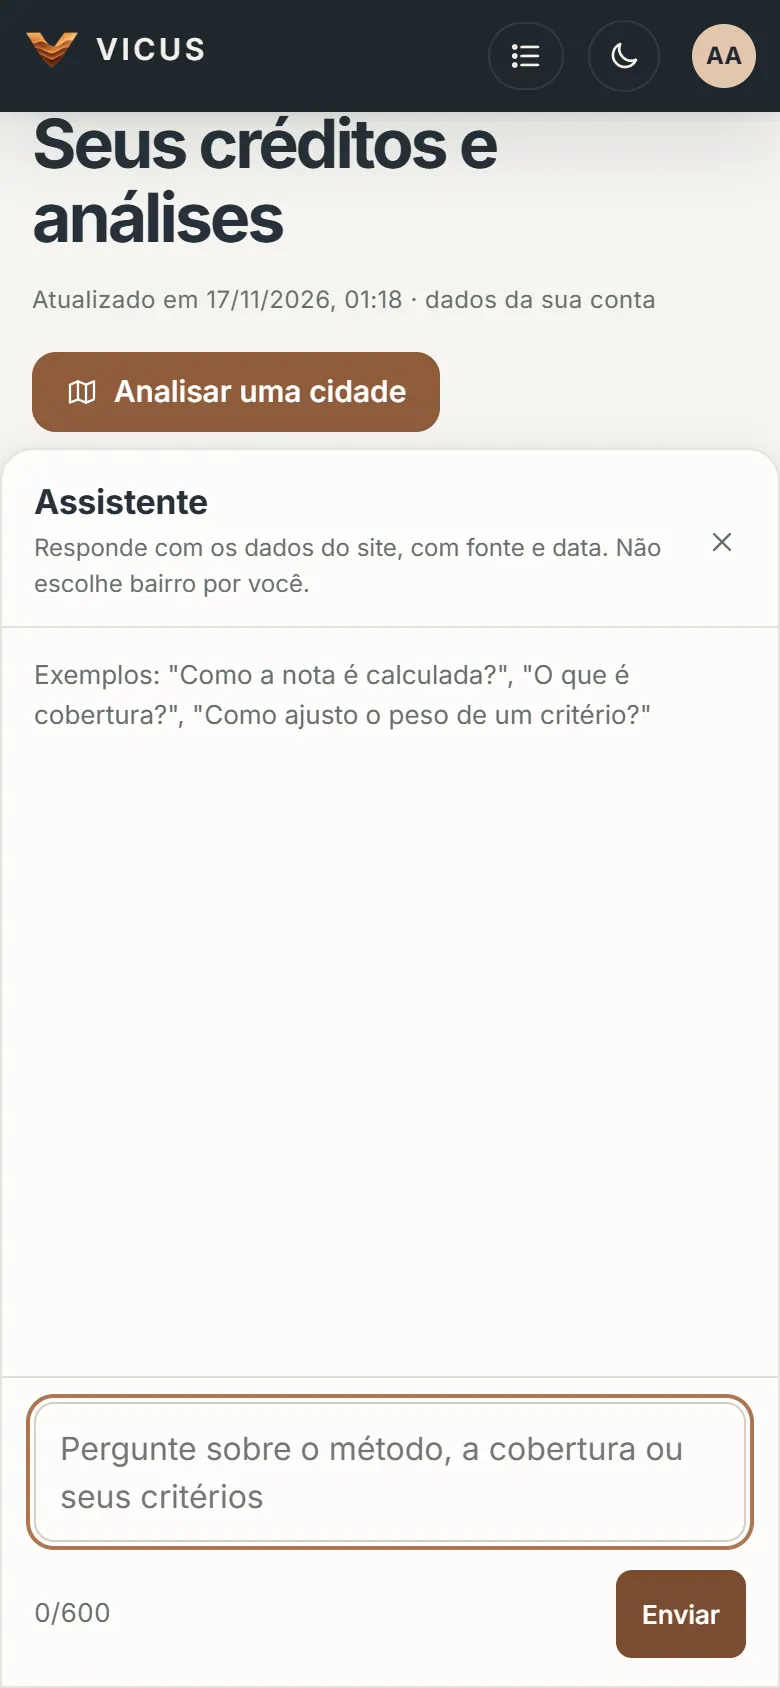 VICUS
AA
Seus créditos e
análises
Atualizado em 17/11/2026, 01:18 · dados da sua conta
Analisar uma cidade
Assistente
Responde com os dados do site, com fonte e data. Não
escolhe bairro por você.
Exemplos: "Como a nota é calculada?", "O que é
cobertura?", "Como ajusto o peso de um critério?"
Pergunte sobre o método, a cobertura ou
seus critérios
0/600
Enviar